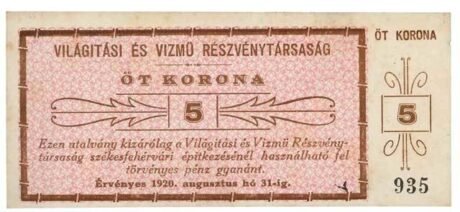 VILÁGITÁSI ÉS VIZMŰ RÉSZVÉNYTÁRSASÁG
ÖT KORONA
5
Ezen utalvány kizárólag a Világitási és Vizmű Részvény-
társaság székesfehérvári épitkezésénél használható fel
törvényes pénz gyanánt.
Érvényes 1920. augusztus hó 31-ig.
ÖT KORONA
5
935